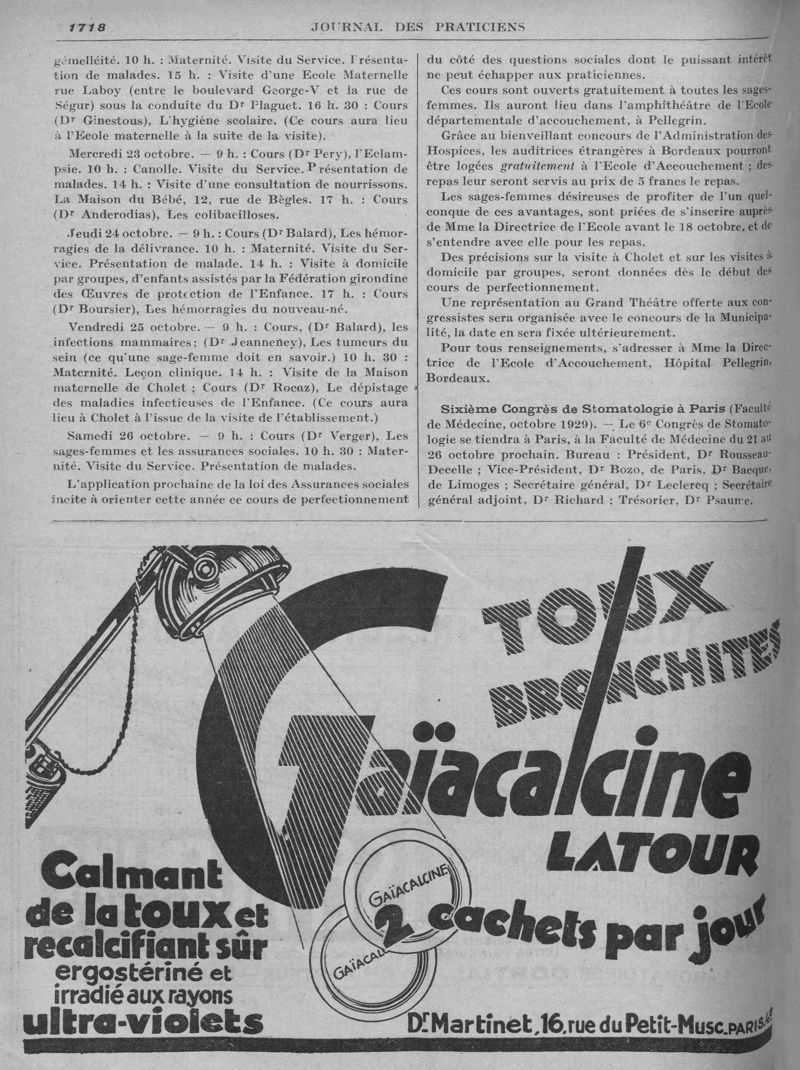 1718 JOURNAL DES PRATICIENS
gémelléité. 10 h. : Maternité. Visite du Service. Présenta-
tion de malades. 15 h. : Visite d'une Ecole Maternelle
rue Laboy (entre le boulevard George-V et la rue de
Ségur) sous la conduite du Dr Plaguet. 16 h. 30 : Cours
(Dr Ginestous), L'hygiène scolaire. (Ce cours aura lieu
à l'Ecole maternelle à la suite de la visite).
Mercredi 23 octobre. — 9 h. : Cours (Dr Pery), l'Eclam-
psie. 10 h. : Canolle. Visite du Service. Présentation de
malades. 14 h. : Visite d'une consultation de nourrissons.
La Maison du Bébé, 12, rue de Bègles. 17 h. : Cours
(Dr Anderodias), Les colibacilloses.
Jeudi 24 octobre. — 9 h. : Cours (Dr Balard), Les hémor-
ragies de la délivrance. 10 h. : Maternité. Visite du Ser-
vice. Présentation de malade. 14 h. : Visite à domicile
par groupes, d'enfants assistés par la Fédération girondine
des Œuvres de protection de l'Enfance. 17 h. : Cours
(Dr Boursier), Les hémorragies du nouveau-né.
Vendredi 25 octobre. — 9 h. : Cours, (Dr Balard), les
infections mammaires; (Dr Jeanneney), Les tumeurs du
sein (ce qu'une sage-femme doit en savoir.) 10 h. 30 :
Maternité. Leçon clinique. 14 h. : Visite de la Maison
maternelle de Cholet ; Cours (Dr Rocaz), Le dépistage
des maladies infectieuses de l'Enfance. (Ce cours aura
lieu à Cholet à l'issue de la visite de l'établissement.)
Samedi 26 octobre. — 9 h. : Cours (Dr Verger), Les
sages-femmes et les assurances sociales. 10 h. 30 : Mater-
nité. Visite du Service. Présentation de malades.
L'application prochaine de la loi des Assurances sociales
incite à orienter cette année ce cours de perfectionnement
du côté des questions sociales dont le puissant intérêt
ne peut échapper aux praticiennes.
Ces cours sont ouverts gratuitement à toutes les sages-
femmes. Ils auront lieu dans l'amphithéâtre de l'Ecole
départementale d'accouchement, à Pellegrin.
Grâce au bienveillant concours de l'Administration des
Hospices, les auditrices étrangères à Bordeaux pourront
être logées gratuitement à l'Ecole d'Accouchement ; des
repas leur seront servis au prix de 5 francs le repas.
Les sages-femmes désireuses de profiter de l'un quel-
conque de ces avantages, sont priées de s'inscrire auprès
de Mme la Directrice de l'Ecole avant le 18 octobre, et de
s'entendre avec elle pour les repas.
Des précisions sur la visite à Cholet et sur les visites à
domicile par groupes, seront données dès le début des
cours de perfectionnement.
Une représentation au Grand Théâtre offerte aux con-
gressistes sera organisée avec le concours de la Municipa-
lité, la date en sera fixée ultérieurement.
Pour tous renseignements, s'adresser à Mme la Direc-
trice de l'Ecole d'Accouchement, Hôpital Pellegrin,
Bordeaux.
Sixième Congrès de Stomatologie à Paris (Faculté
de Médecine, octobre 1929). — Le 6e Congrès de Stomato-
logie se tiendra à Paris, à la Faculté de Médecine du 21 au
26 octobre prochain. Bureau : Président, Dr Rousseau-
Decelle ; Vice-Président, Dr Bozo, de Paris, Dr Bacque,
de Limoges ; Secrétaire général, Dr Leclercq ; Secrétaire
général adjoint, Dr Richard ; Trésorier, Dr Psaume.
TOUX
BRONCHITES
Gaïacalcine
LATOUR
Calmant
de la toux et
recalcifiant sûr
ergostériné et
irradié aux rayons
ultra-violets
GAÏACALCINE
GAÏACAL
2 cachets par jour
Dr Martinet, 16, rue du Petit-Musc. PARIS